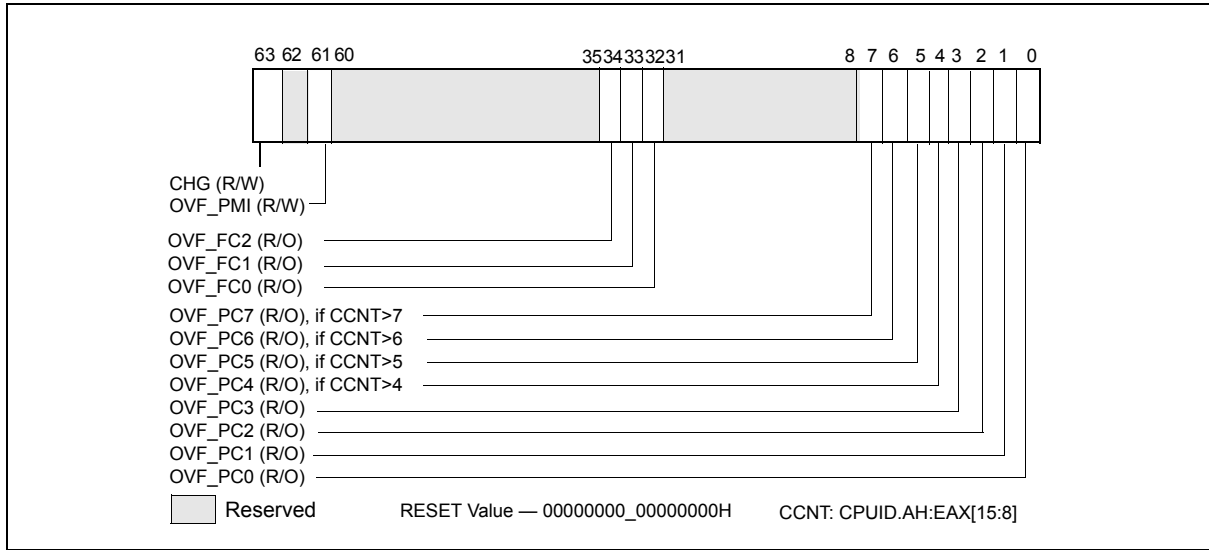 63 62 61 60 35 34 33 32 31 8 7 6 5 4 3 2 1 0
CHG (R/W)
OVF_PMI (R/W)
OVF_FC2 (R/O)
OVF_FC1 (R/O)
OVF_FC0 (R/O)
OVF_PC7 (R/O), if CCNT>7
OVF_PC6 (R/O), if CCNT>6
OVF_PC5 (R/O), if CCNT>5
OVF_PC4 (R/O), if CCNT>4
OVF_PC3 (R/O)
OVF_PC2 (R/O)
OVF_PC1 (R/O)
OVF_PC0 (R/O)
Reserved RESET Value — 00000000_00000000H CCNT: CPUID.AH:EAX[15:8]